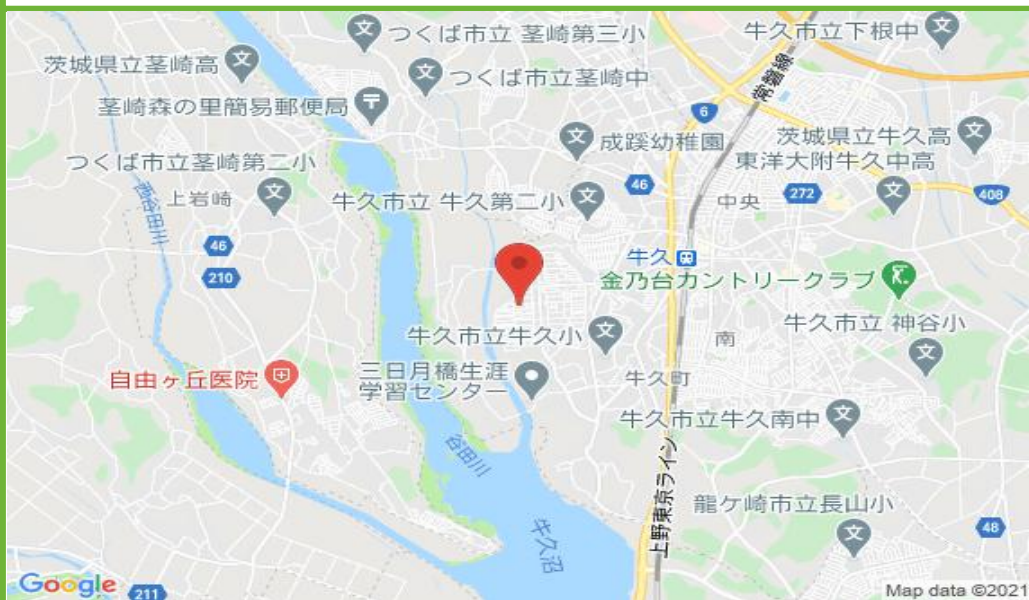 つくば市立 茎崎第三小
牛久市立下根中
茨城県立茎崎高
つくば市立茎崎中
常磐線
茎崎森の里簡易郵便局
6
成蹊幼稚園
茨城県立牛久高
つくば市立茎崎第二小
東洋大附牛久中高
上岩崎
46
牛久市立 牛久第二小
中央
272
408
西谷田川
46
牛久
210
金乃台カントリークラブ
牛久市立牛久小
南
牛久市立 神谷小
自由ヶ丘医院
三日月橋生涯
学習センター
牛久町
牛久市立牛久南中
谷田川
上野東京ライン
龍ケ崎市立長山小
牛久沼
48
Google
211
Map data ©2021